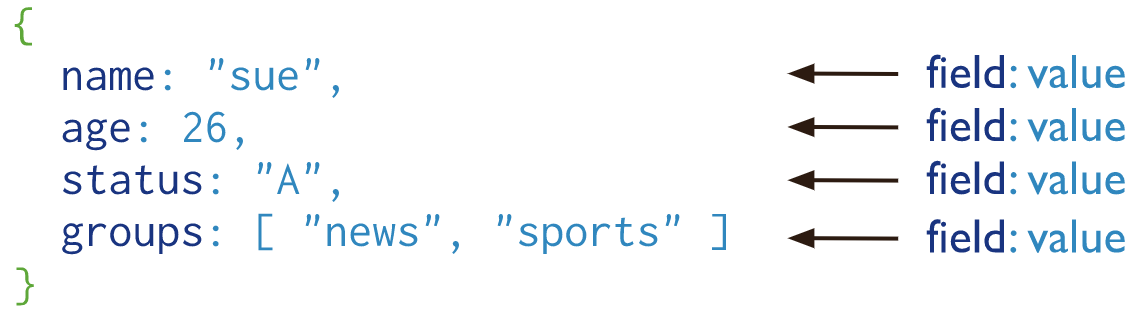 {
name: "sue", field: value
age: 26, field: value
status: "A", field: value
groups: [ "news", "sports" ] field: value
}